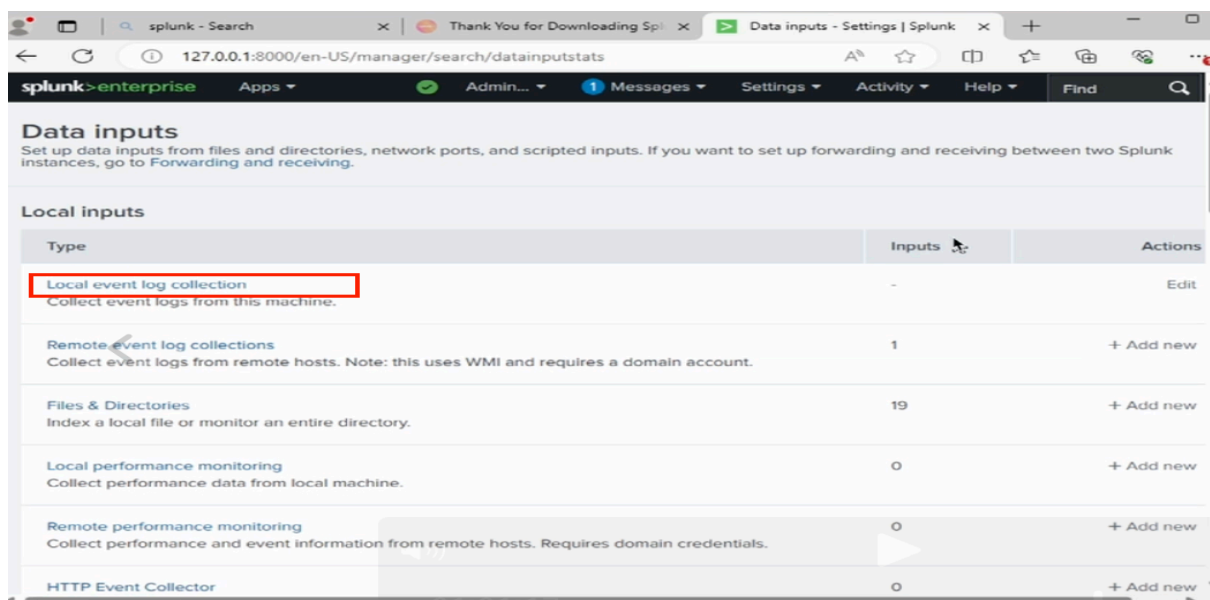 splunk - Search
Thank You for Downloading Spl
Data inputs - Settings | Splunk
127.0.0.1:8000/en-US/manager/search/datainputstats
splunk>enterprise Apps Admin... 1 Messages Settings Activity Help Find
Data inputs
Set up data inputs from files and directories, network ports, and scripted inputs. If you want to set up forwarding and receiving between two Splunk
instances, go to Forwarding and receiving.
Local inputs
Type Inputs Actions
Local event log collection - Edit
Collect event logs from this machine.
Remote event log collections 1 + Add new
Collect event logs from remote hosts. Note: this uses WMI and requires a domain account.
Files & Directories 19 + Add new
Index a local file or monitor an entire directory.
Local performance monitoring 0 + Add new
Collect performance data from local machine.
Remote performance monitoring 0 + Add new
Collect performance and event information from remote hosts. Requires domain credentials.
HTTP Event Collector 0 + Add new